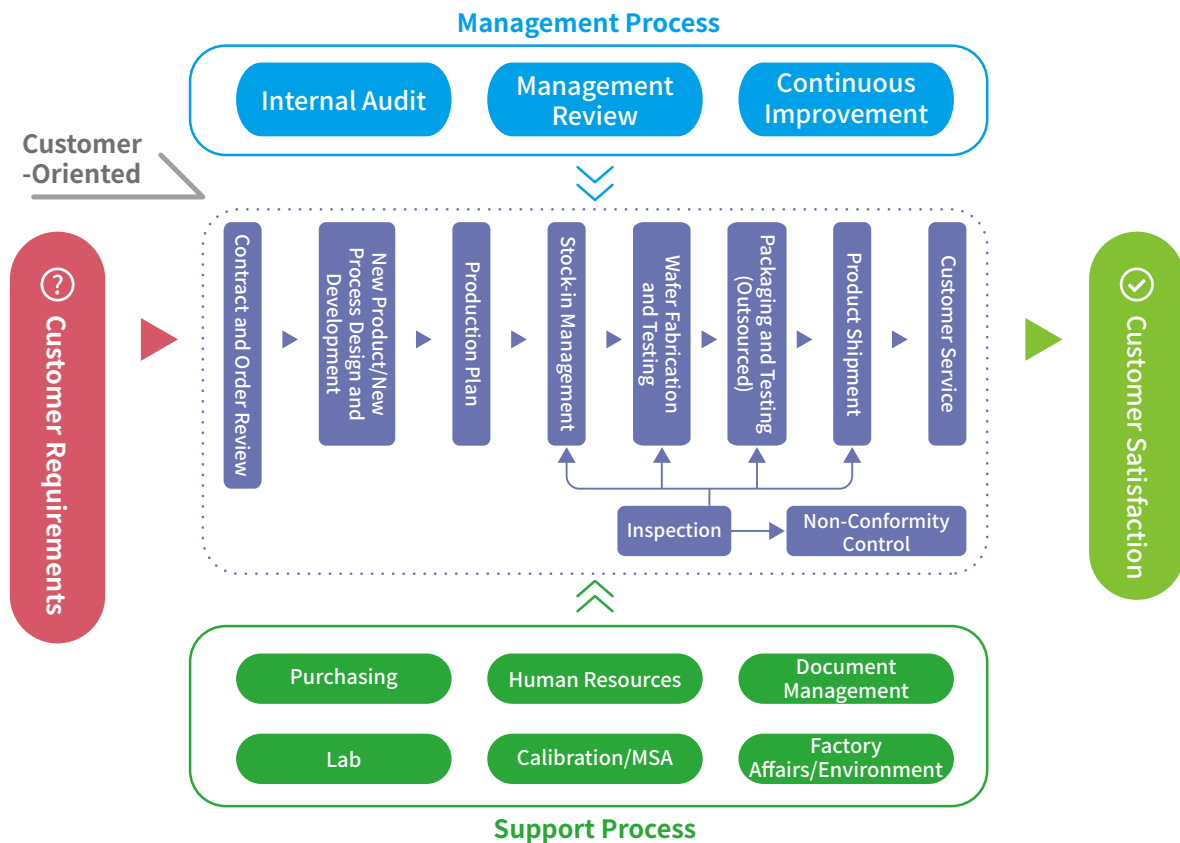 Management Process
Internal Audit
Management
Review
Continuous
Improvement
Customer
-Oriented
? Customer Requirements
Contract and Order Review
New Product/New
Process Design and
Development
Production Plan
Stock-in Management
Wafer Fabrication
and Testing
Packaging and Testing
(Outsourced)
Product Shipment
Customer Service
Inspection
Non-Conformity
Control
Customer Satisfaction
Purchasing
Human Resources
Document
Management
Lab
Calibration/MSA
Factory
Affairs/Environment
Support Process